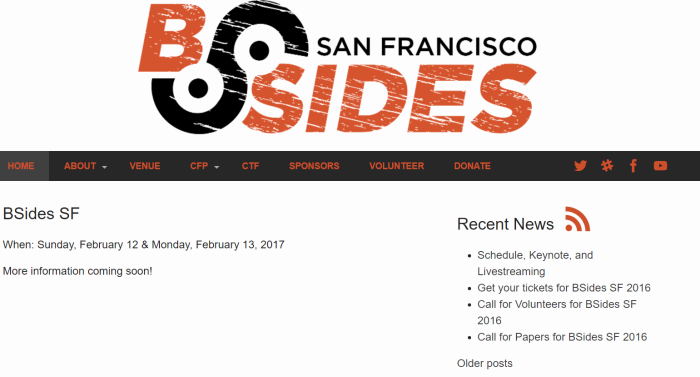 B SIDES
SAN FRANCISCO
HOME ABOUT VENUE CFP CTF SPONSORS VOLUNTEER DONATE
BSides SF
When: Sunday, February 12 & Monday, February 13, 2017
More information coming soon!
Recent News
Schedule, Keynote, and
Livestreaming
Get your tickets for BSides SF 2016
Call for Volunteers for BSides SF
2016
Call for Papers for BSides SF 2016
Older posts